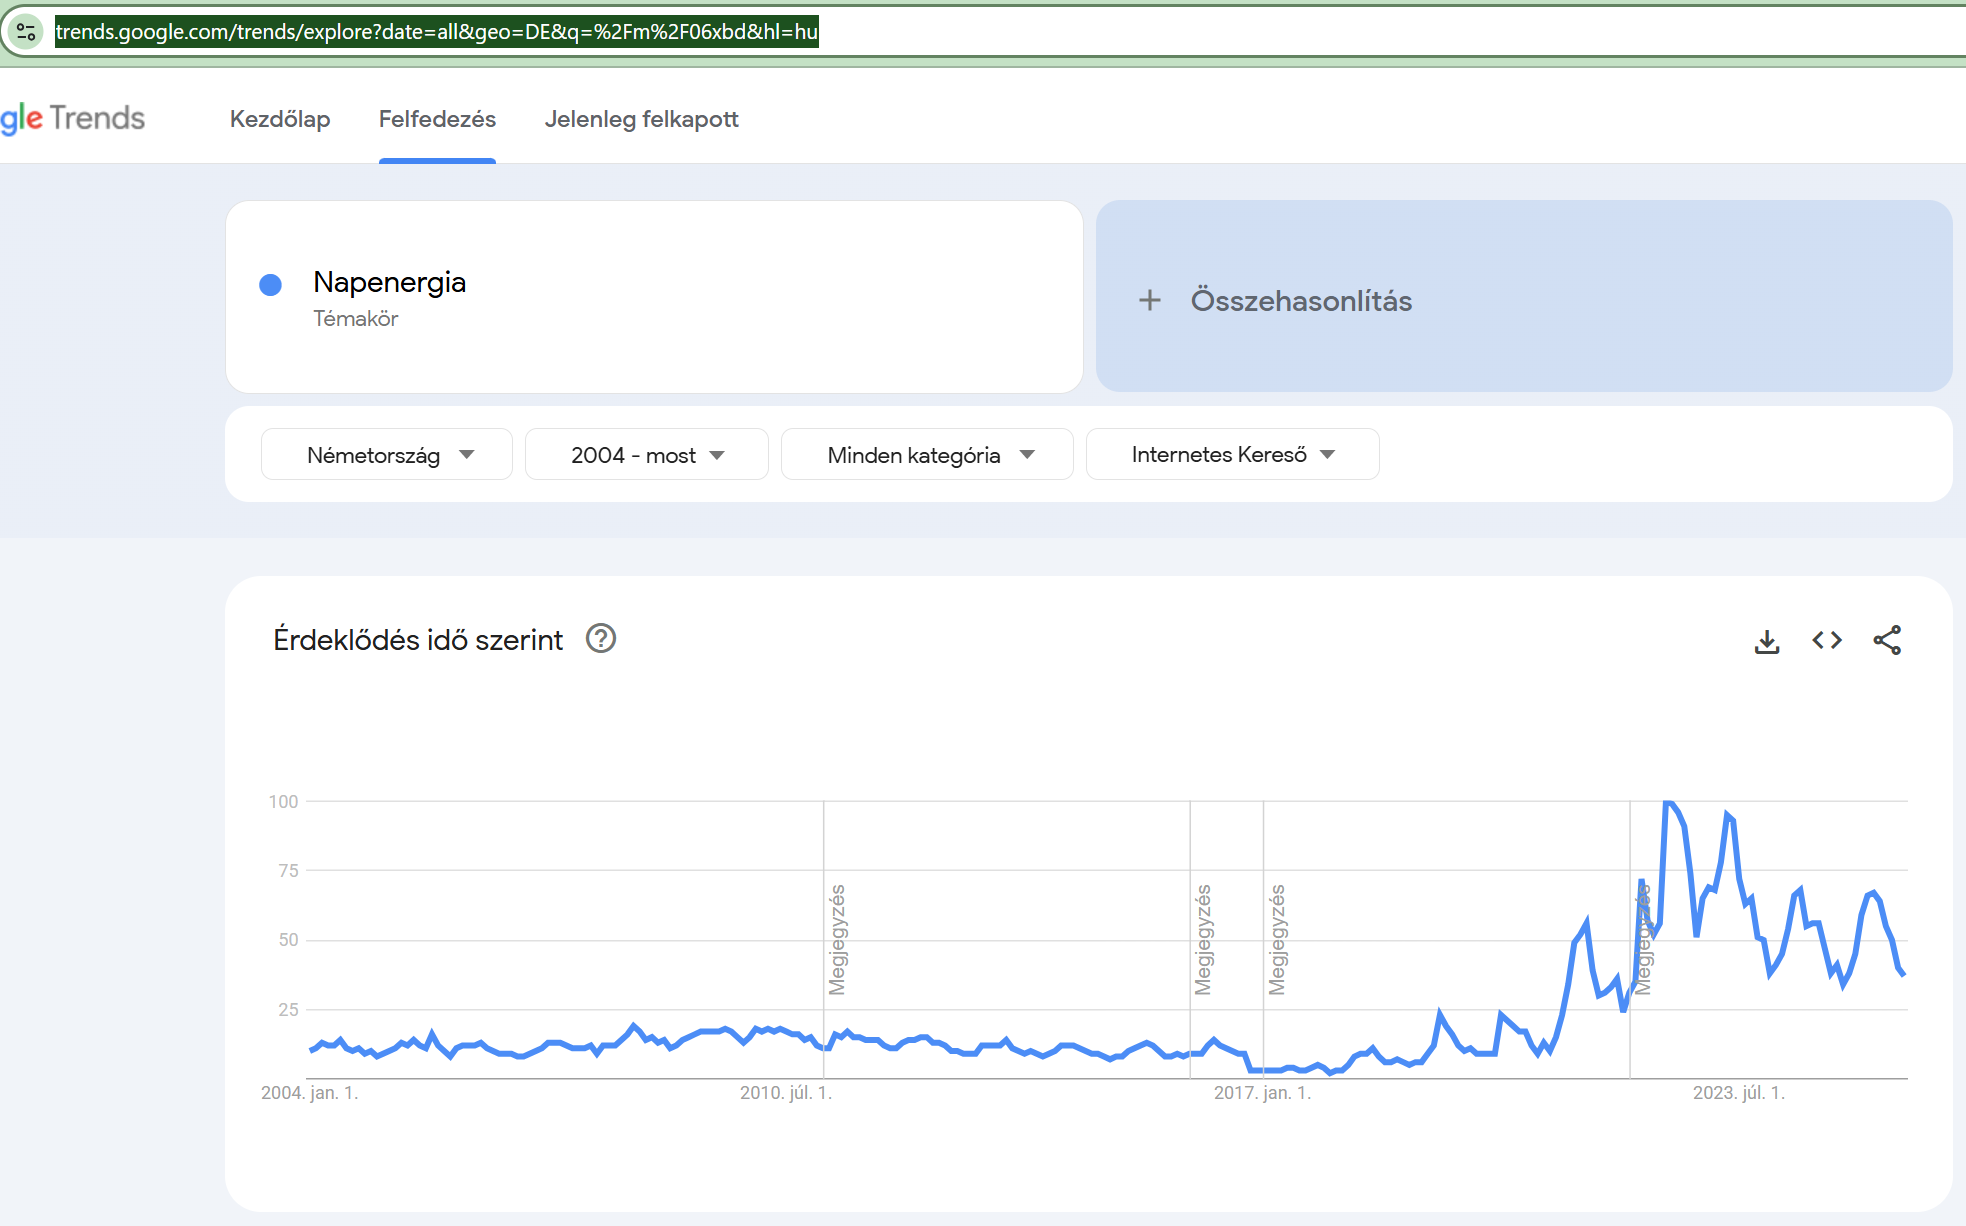 trends.google.com/trends/explore?date=all&geo=DE&q=%2Fm%2F06xbd&hl=hu
gle Trends
Kezdőlap
Felfedezés
Jelenleg felkapott
Napenergia
Témakör
+ Összehasonlítás
Németország
2004 - most
Minden kategória
Internetes Kereső
Érdeklődés idő szerint
100
75
50
25
Megjegyzés
Megjegyzés
Megjegyzés
Megjegyzés
2004. jan. 1.
2010. júl. 1.
2017. jan. 1.
2023. júl. 1.